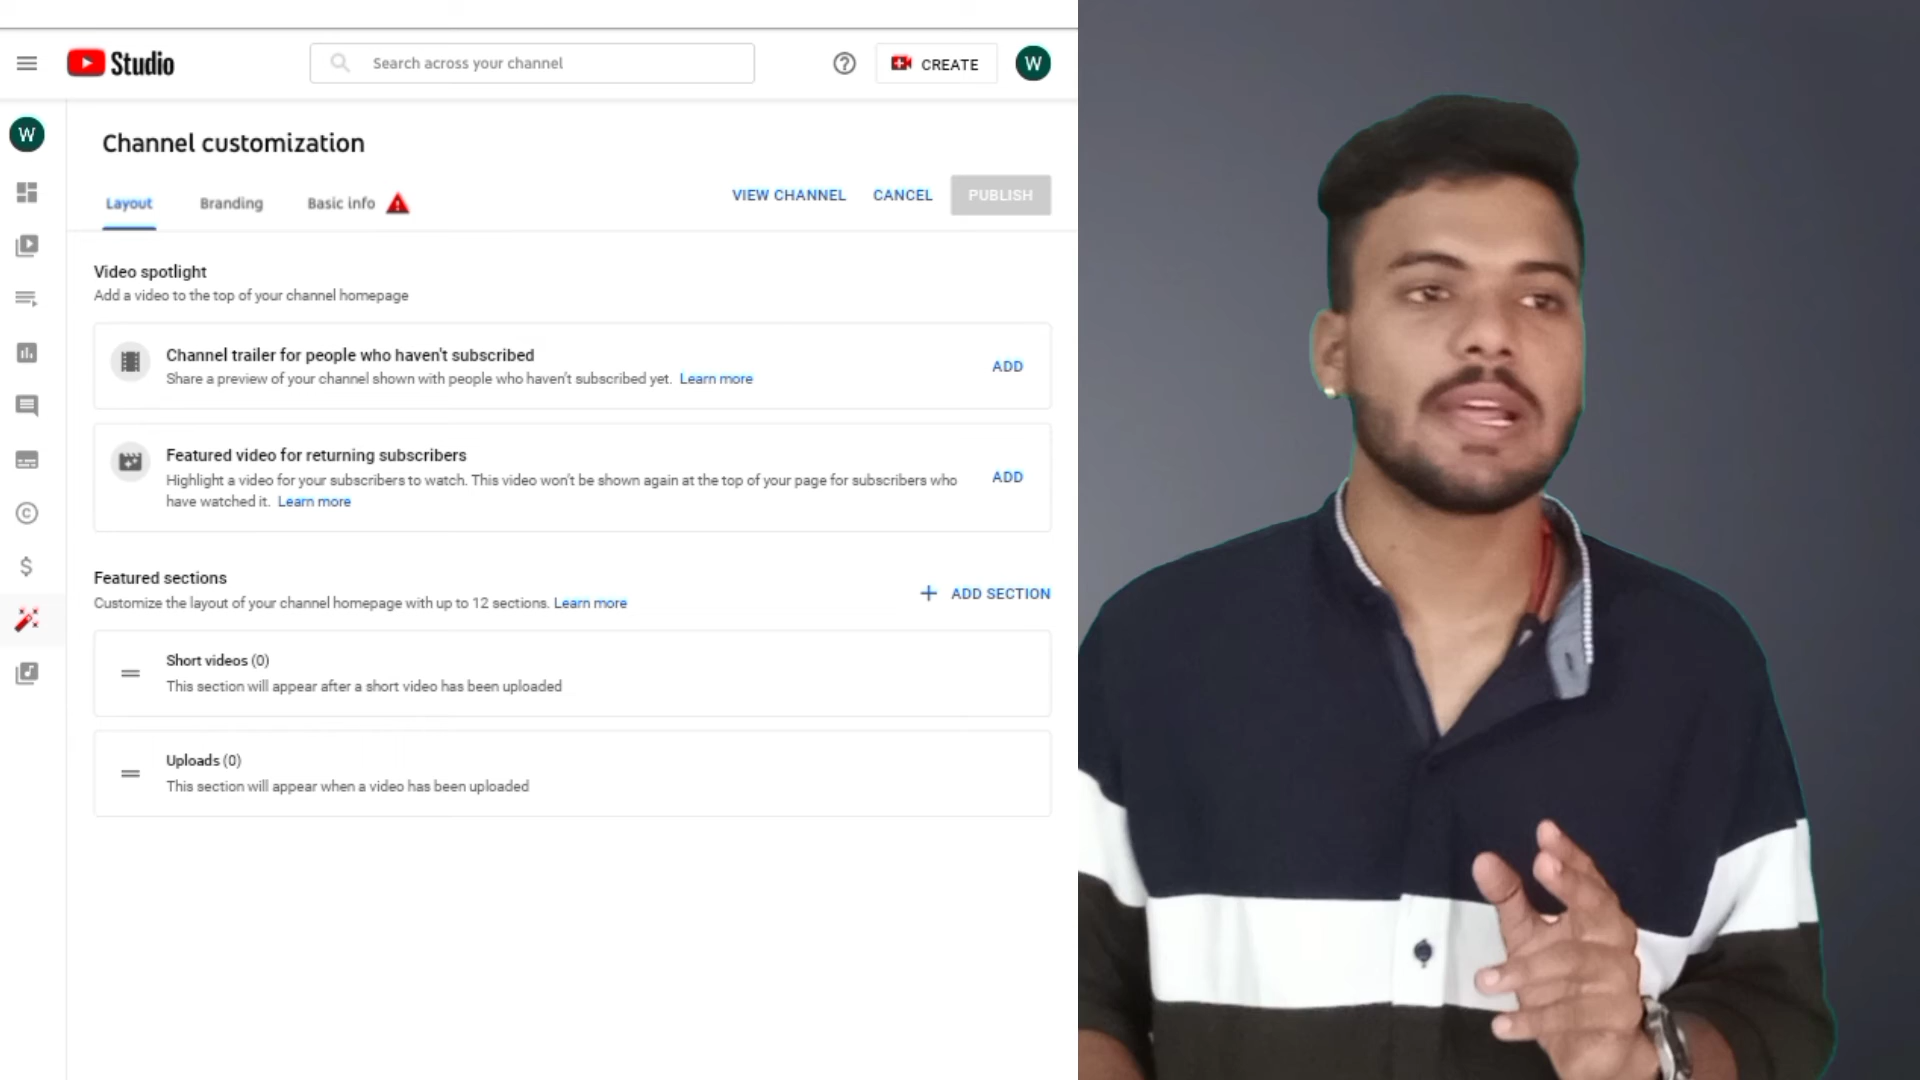 Studio
Search across your channel
CREATE
W
W
Channel customization
Layout
Branding
Basic info
VIEW CHANNEL
CANCEL
PUBLISH
Video spotlight
Add a video to the top of your channel homepage
Channel trailer for people who haven't subscribed
Share a preview of your channel shown with people who haven't subscribed yet. Learn more
ADD
Featured video for returning subscribers
Highlight a video for your subscribers to watch. This video won't be shown again at the top of your page for subscribers who
have watched it. Learn more
ADD
Featured sections
Customize the layout of your channel homepage with up to 12 sections. Learn more
+ ADD SECTION
Short videos (0)
This section will appear after a short video has been uploaded
Uploads (0)
This section will appear when a video has been uploaded